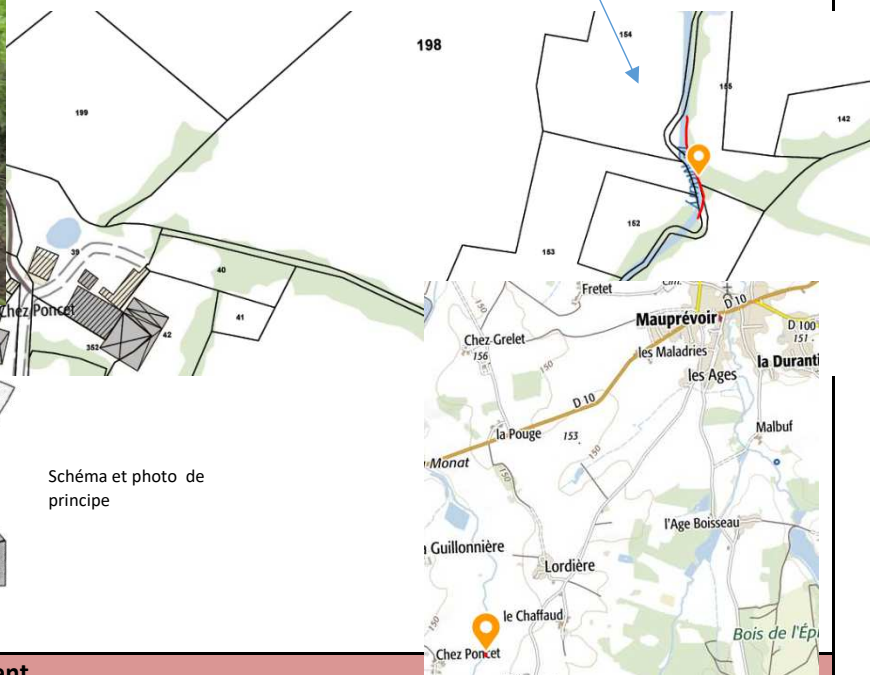 154
198
155
199
142
152
39
153
40
Chez Poncet
41
42
352
Fretet
150
D 10
Mauprévoir
D 100
Chez Grelet
151
156
les Maladries
la Duranti
150
les Ages
D 10
Malbuf
la Pouge
153
150
Monat
Schéma et photo de
principe
l'Age Boisseau
Guillonnière
Lordière
le Chaffaud
150
Bois de l'Épi
Chez Poncet
ent